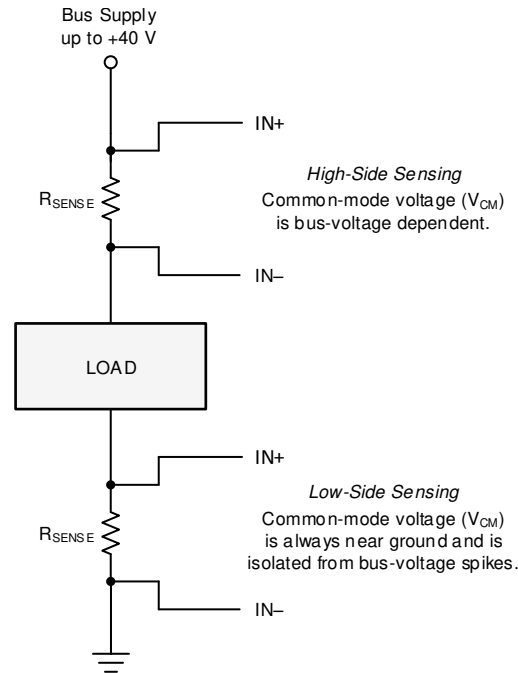 Bus Supply
up to +40 V
IN+
High-Side Sensing
Common-mode voltage (VCM)
is bus-voltage dependent.
RSENSE
IN–
LOAD
IN+
Low-Side Sensing
Common-mode voltage (VCM)
is always near ground and is
isolated from bus-voltage spikes.
RSENSE
IN–